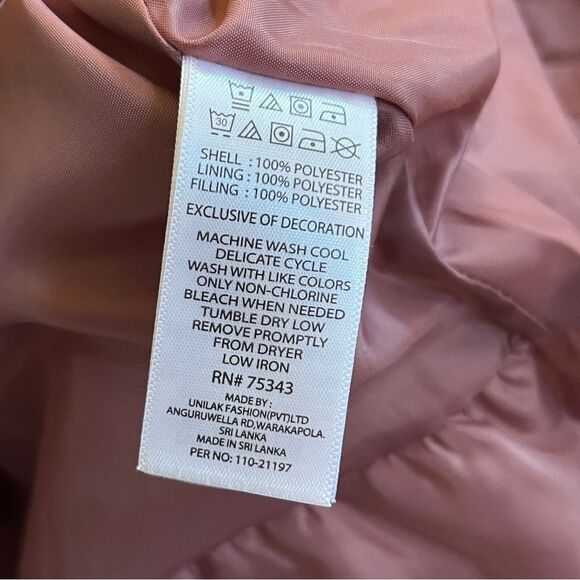 30
SHELL : 100% POLYESTER
LINING : 100% POLYESTER
FILLING : 100% POLYESTER
EXCLUSIVE OF DECORATION
MACHINE WASH COOL
DELICATE CYCLE
WASH WITH LIKE COLORS
ONLY NON-CHLORINE
BLEACH WHEN NEEDED
TUMBLE DRY LOW
REMOVE PROMPTLY
FROM DRYER
LOW IRON
RN# 75343
MADE BY :
UNILAK FASHION(PVT)LTD
ANGURUWELLA RD,WARAKAPOLA.
SRI LANKA
MADE IN SRI LANKA
PER NO: 110-21197